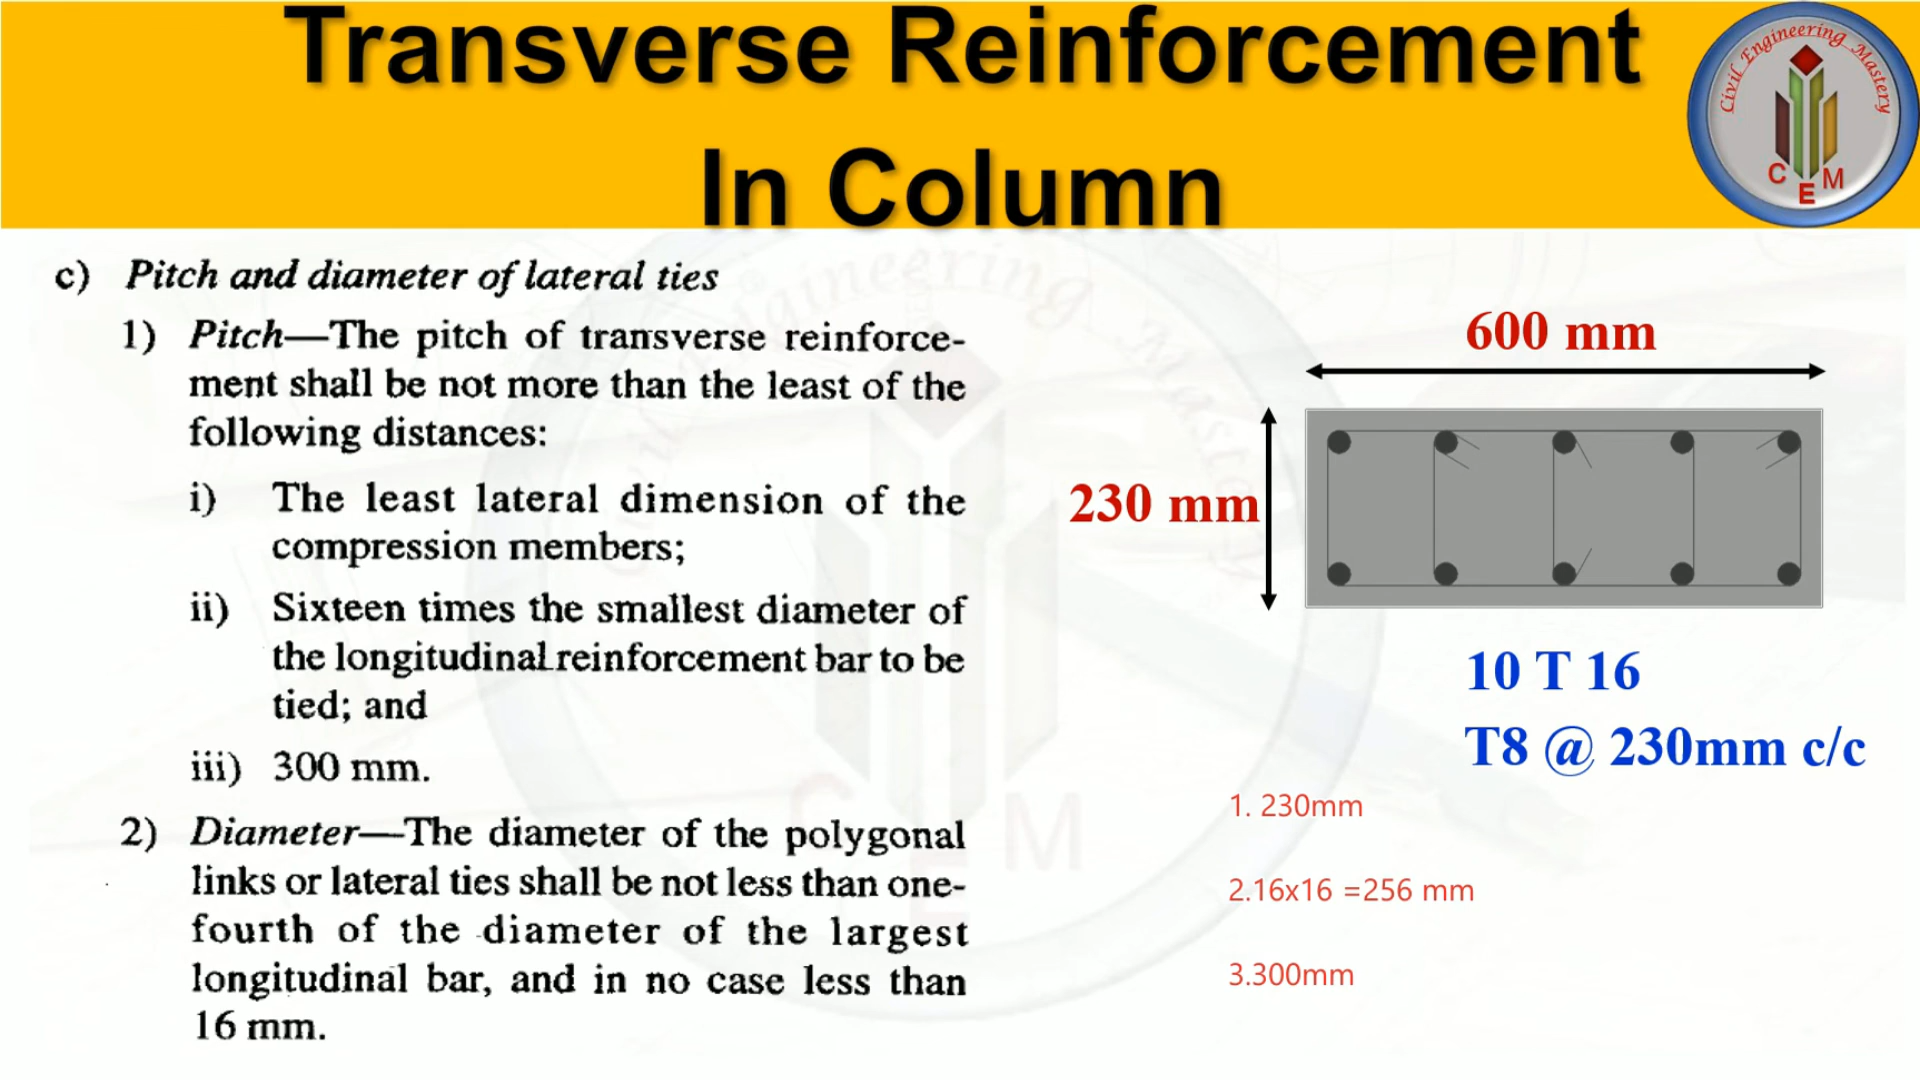 Transverse Reinforcement
In Column
Civil Engineering Mastery
C E M
c) Pitch and diameter of lateral ties
1) Pitch—The pitch of transverse reinforce-
ment shall be not more than the least of the
following distances:
i) The least lateral dimension of the
compression members;
ii) Sixteen times the smallest diameter of
the longitudinal reinforcement bar to be
tied; and
iii) 300 mm.
2) Diameter—The diameter of the polygonal
links or lateral ties shall be not less than one-
fourth of the diameter of the largest
longitudinal bar, and in no case less than
16 mm.
600 mm
230 mm
10 T 16
T8 @ 230mm c/c
1. 230mm
2.16x16 =256 mm
3.300mm